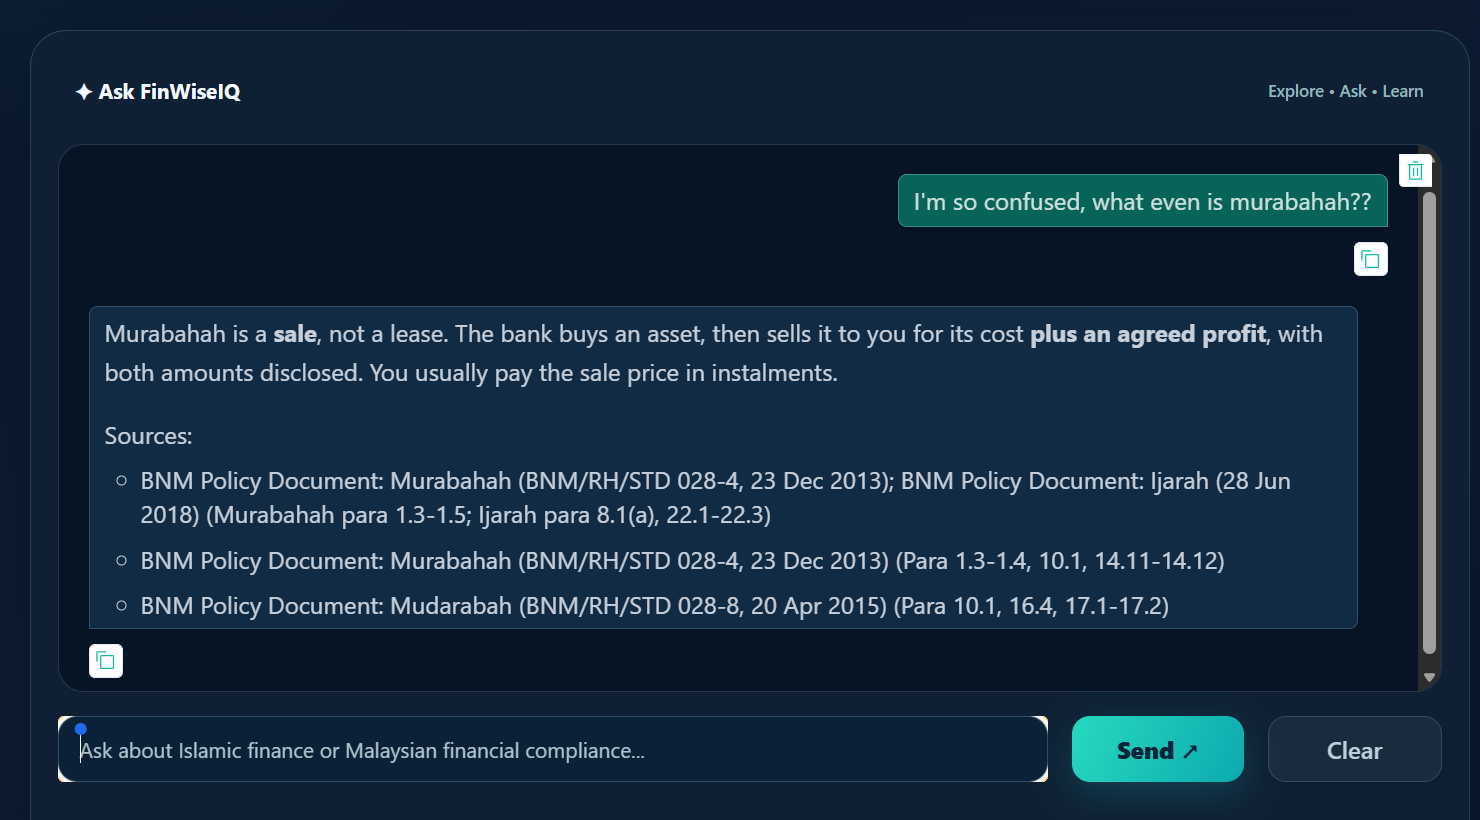 ✦ Ask FinWiseIQ
Explore • Ask • Learn
I'm so confused, what even is murabahah??
Murabahah is a sale, not a lease. The bank buys an asset, then sells it to you for its cost plus an agreed profit, with
both amounts disclosed. You usually pay the sale price in instalments.
Sources:
BNM Policy Document: Murabahah (BNM/RH/STD 028-4, 23 Dec 2013); BNM Policy Document: Ijarah (28 Jun
2018) (Murabahah para 1.3-1.5; Ijarah para 8.1(a), 22.1-22.3)
BNM Policy Document: Murabahah (BNM/RH/STD 028-4, 23 Dec 2013) (Para 1.3-1.4, 10.1, 14.11-14.12)
BNM Policy Document: Mudarabah (BNM/RH/STD 028-8, 20 Apr 2015) (Para 10.1, 16.4, 17.1-17.2)
Ask about Islamic finance or Malaysian financial compliance...
Send ↗
Clear